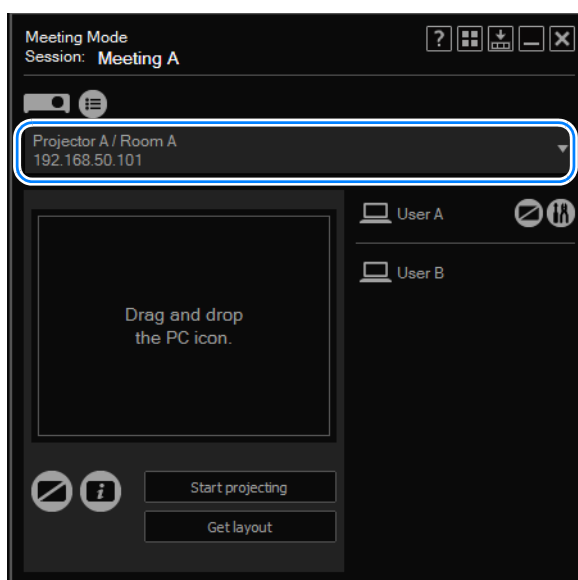 Meeting Mode
Session: Meeting A
?
Projector A / Room A
192.168.50.101
User A
User B
Drag and drop
the PC icon.
i
Start projecting
Get layout